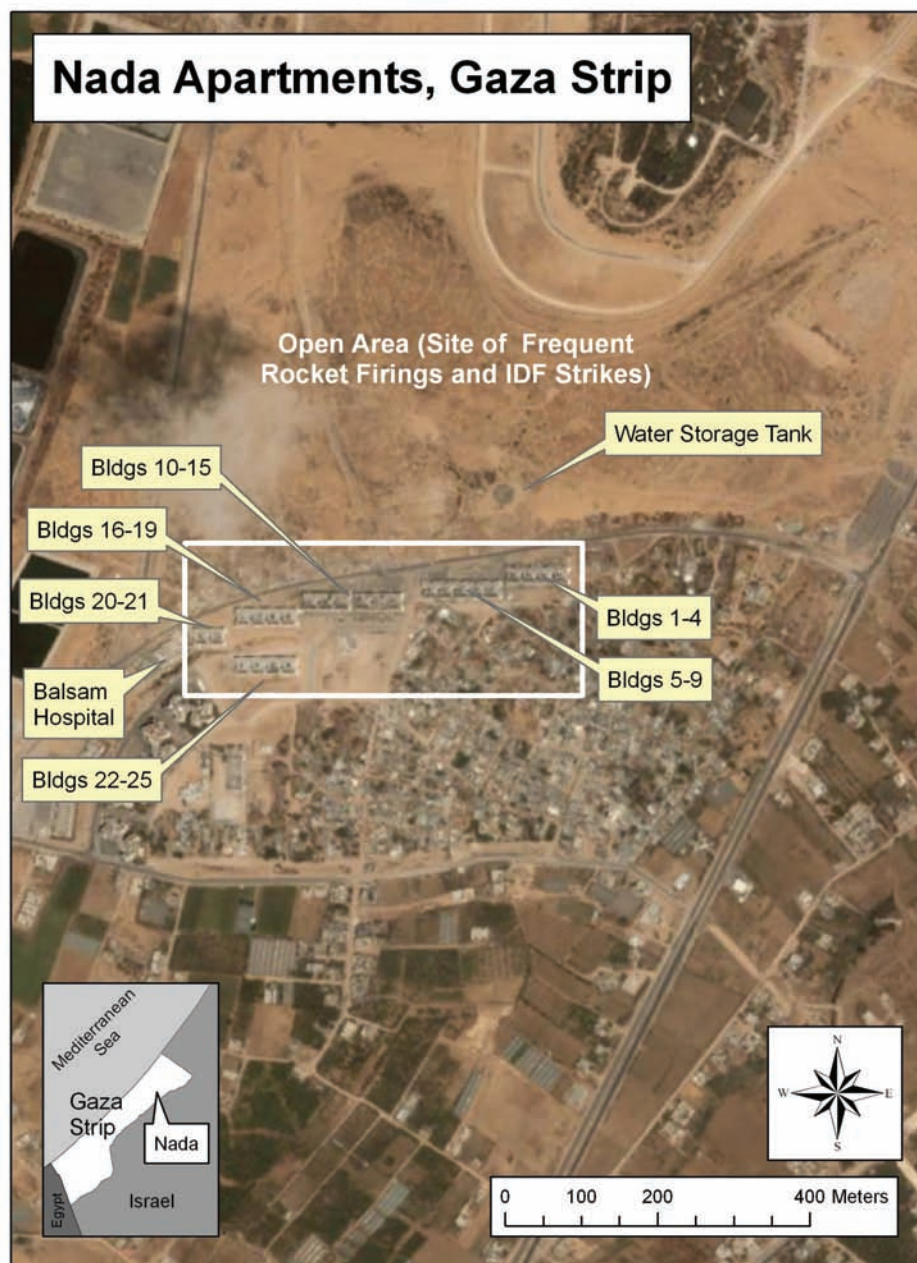 Nada Apartments, Gaza Strip
Open Area (Site of Frequent
Rocket Firings and IDF Strikes)
Water Storage Tank
Bldgs 10-15
Bldgs 16-19
Bldgs 20-21
Bldgs 1-4
Bldgs 5-9
Balsam
Hospital
Bldgs 22-25
Mediterranean
Sea
Gaza
Strip
Nada
Egypt
Israel
N
W
E
S
0 100 200 400 Meters